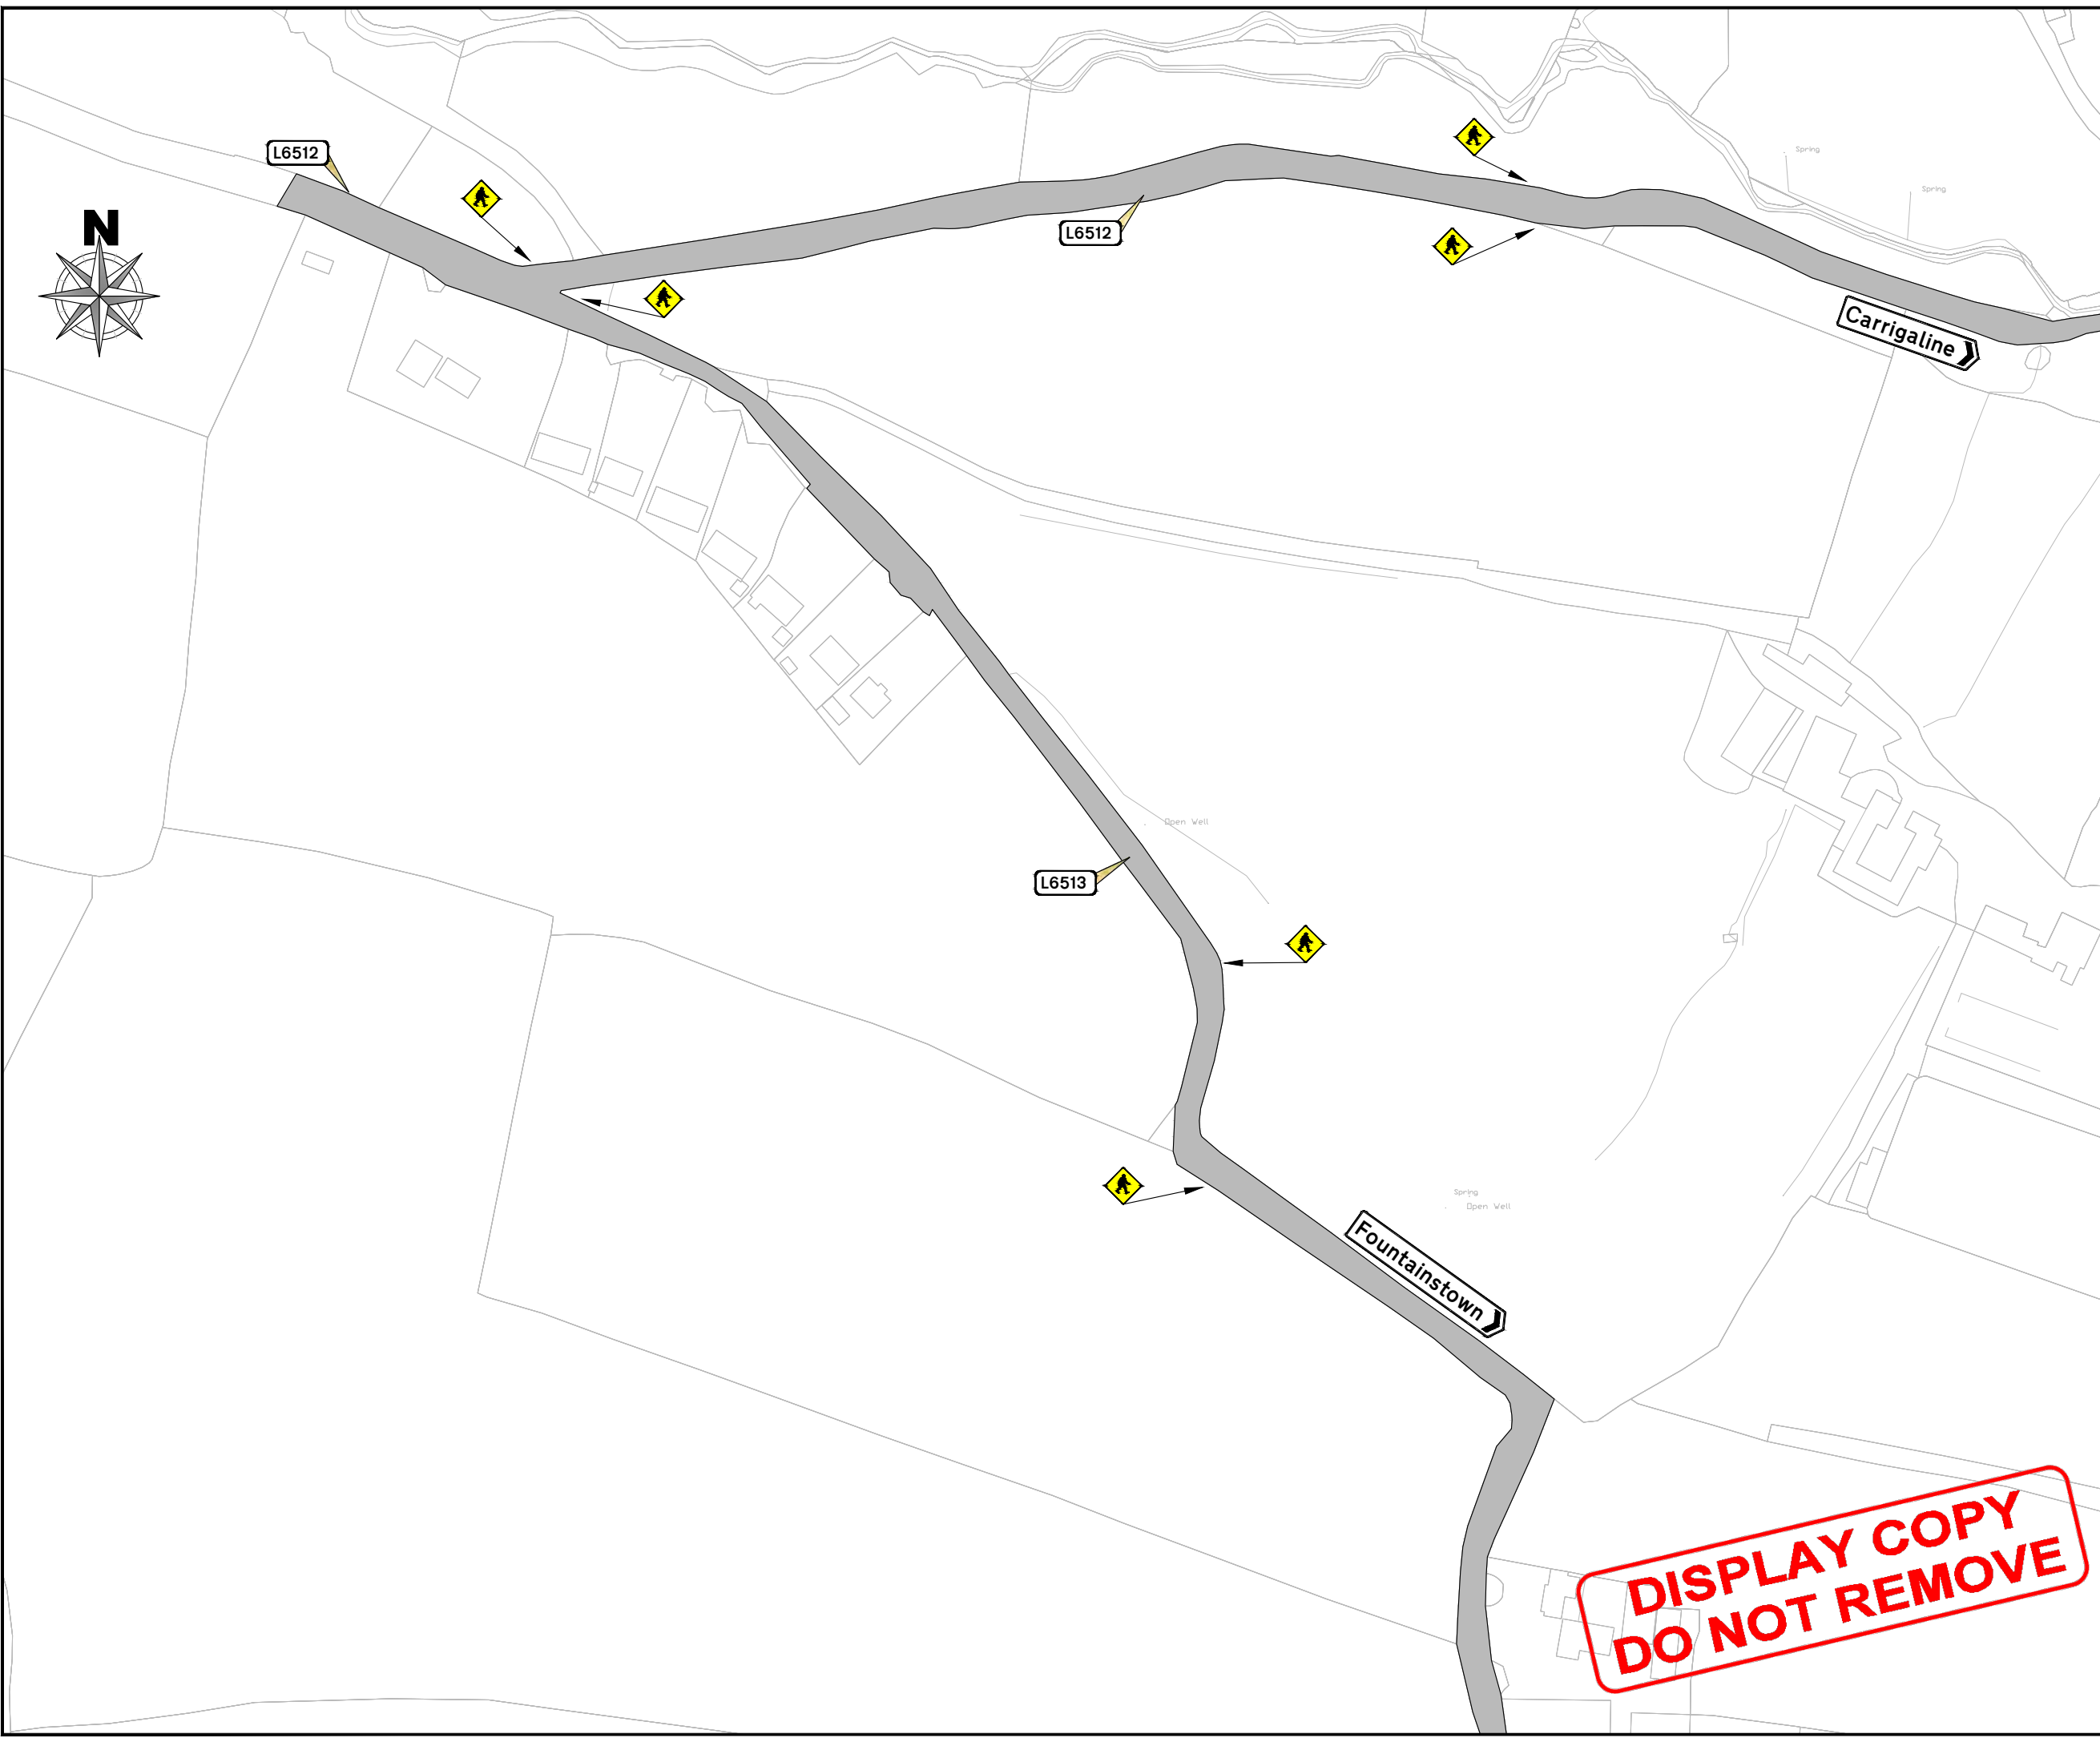 Spring
L6512
Spring
N
L6512
Carrigaline
Open Well
L6513
Spring
Open Well
Fountainstown
DISPLAY COPY
DO NOT REMOVE